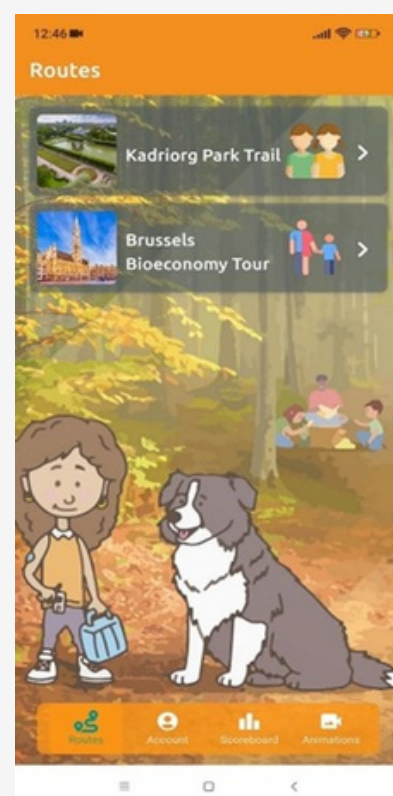 12:46
Routes
Kadriorg Park Trail
Brussels
Bioeconomy Tour
Routes
Account
Scoreboard
Animations